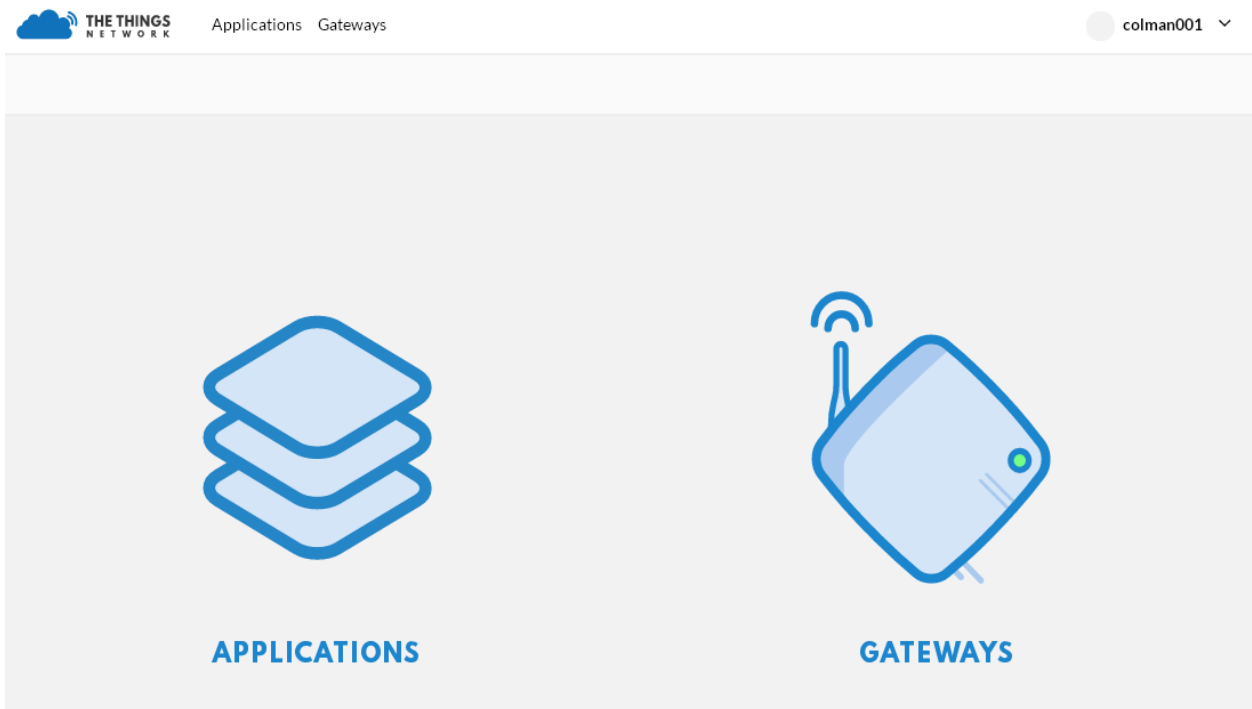 THE THINGS
NETWORK
Applications Gateways
colman001
APPLICATIONS
GATEWAYS